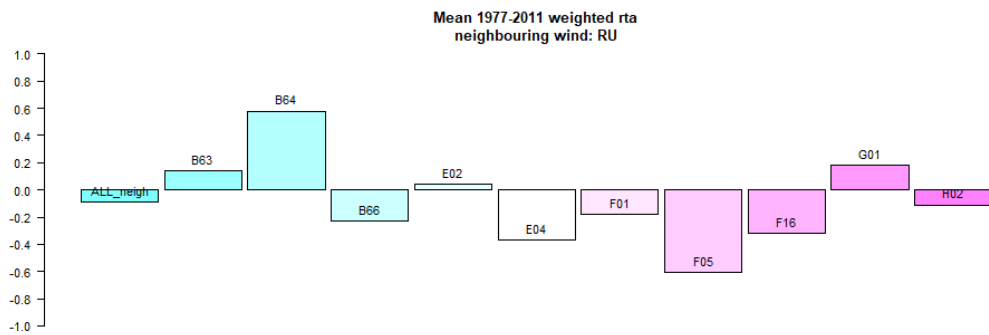 Mean 1977-2011 weighted rta
neighbouring wind: RU
1.0
0.8
0.6
0.4
0.2
0.0
-0.2
-0.4
-0.6
-0.8
-1.0
ALL_neigh
B63
B64
B66
E02
E04
F01
F05
F16
G01
H02